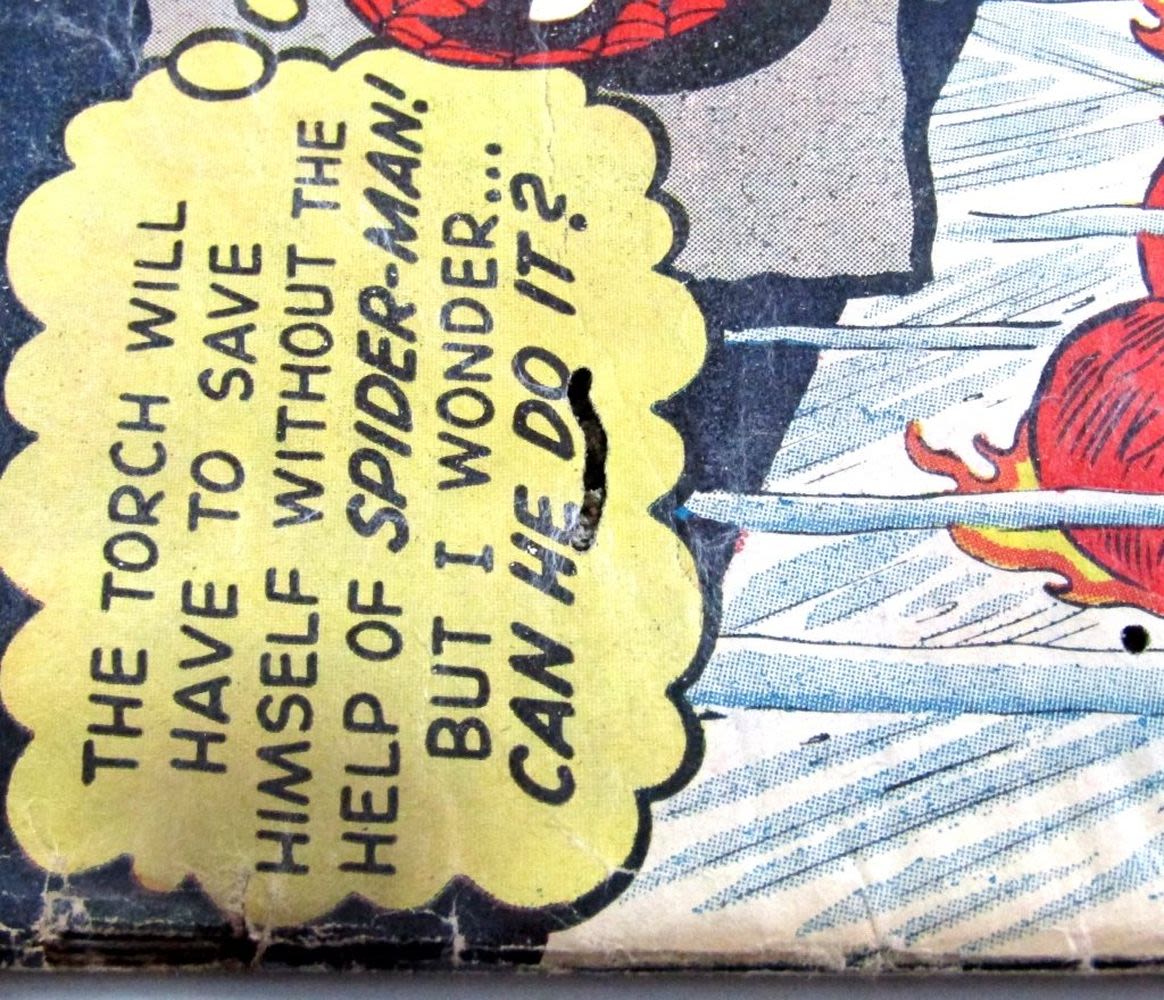 THE TORCH WILL
HAVE TO SAVE
HIMSELF WITHOUT THE
HELP OF SPIDER-MAN!
BUT I WONDER...
CAN HE DO IT?